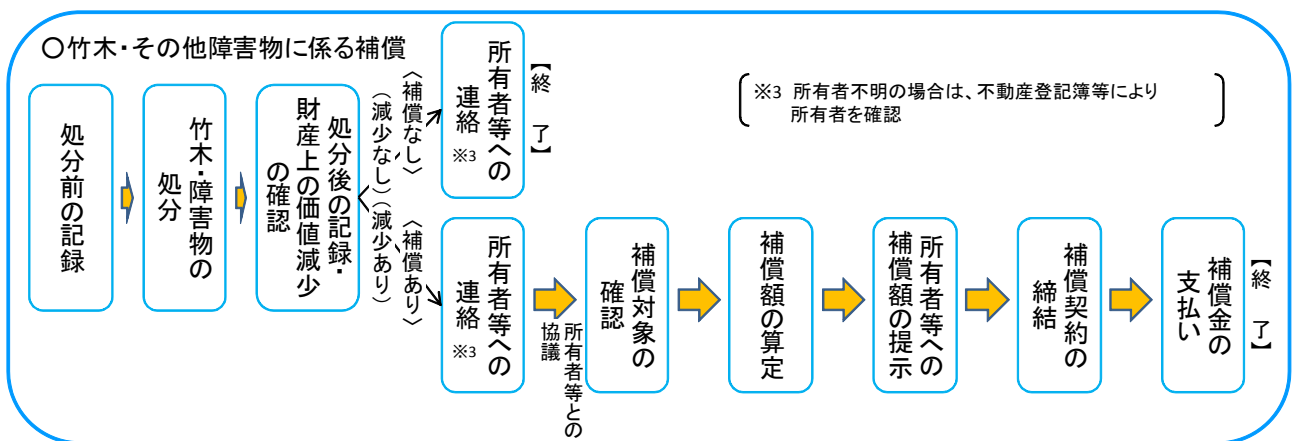 〇竹木・その他障害物に係る補償
処分前の記録
竹木・障害物の
処分
処分後の記録・
財産上の価値減少
の確認
(減少なし)
〈補償なし〉
所有者等への
連絡 ※3
【終 了】
※3 所有者不明の場合は、不動産登記簿等により
所有者を確認
(減少あり)
〈補償あり〉
所有者等への
連絡 ※3
所有者等との
協議
補償対象の
確認
補償額の算定
所有者等への
補償額の提示
補償契約の
締結
補償金の
支払い
【終 了】